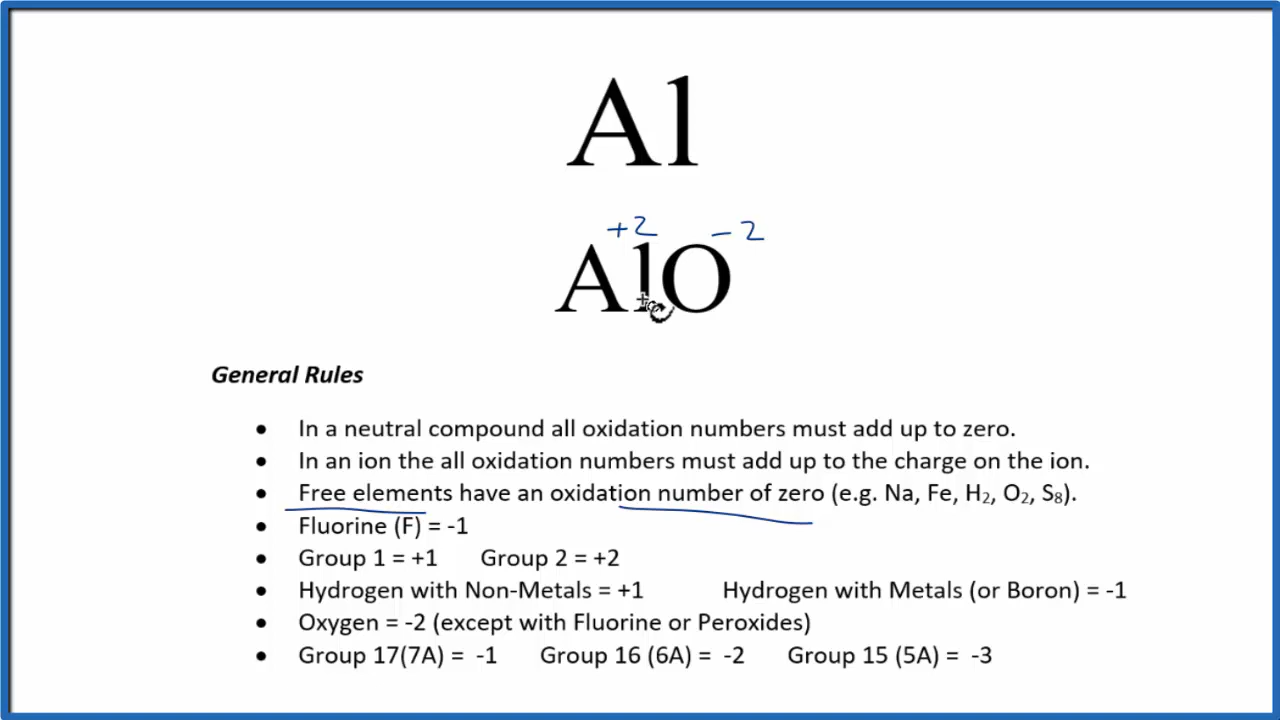 Al
+2 -2
AlO
General Rules
• In a neutral compound all oxidation numbers must add up to zero.
• In an ion the all oxidation numbers must add up to the charge on the ion.
• Free elements have an oxidation number of zero (e.g. Na, Fe, H₂, O₂, S₈).
• Fluorine (F) = -1
• Group 1 = +1 Group 2 = +2
• Hydrogen with Non-Metals = +1 Hydrogen with Metals (or Boron) = -1
• Oxygen = -2 (except with Fluorine or Peroxides)
• Group 17(7A) = -1 Group 16 (6A) = -2 Group 15 (5A) = -3